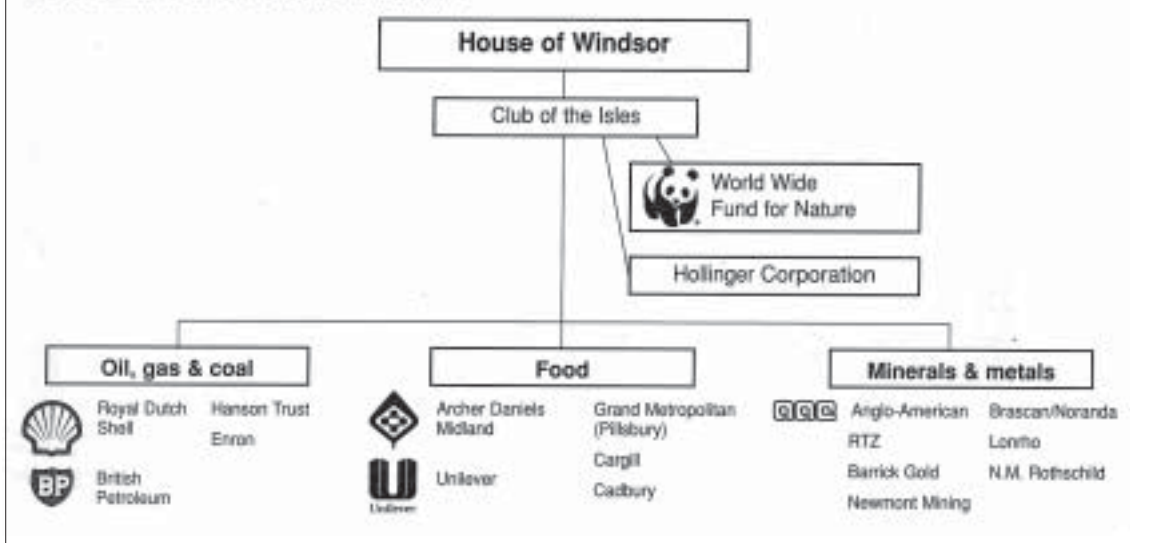 House of Windsor
Club of the Isles
World Wide
Fund for Nature
Hollinger Corporation
Oil, gas & coal
Royal Dutch
Shell
Hanson Trust
Enron
BP
British
Petroleum
Food
Archer Daniels
Midland
Grand Metropolitan
(Pillsbury)
Cargill
Unilever
Unilever
Cadbury
Minerals & metals
Anglo-American
Brascan/Noranda
RTZ
Lonrho
Barrick Gold
N.M. Rothschild
Newmont Mining